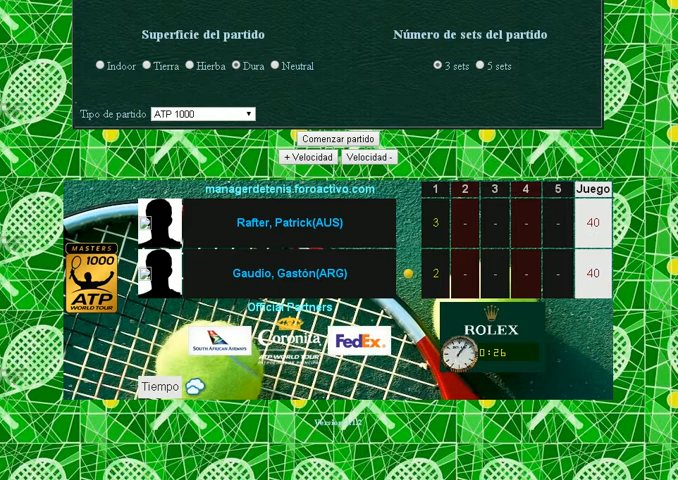 Superficie del partido
Número de sets del partido
Indoor Tierra Hierba Dura Neutral
3 sets 5 sets
Tipo de partido ATP 1000
Comenzar partido
+ Velocidad Velocidad -
managerdetenis.foroactivo.com
1 2 3 4 5 Juego
Rafter, Patrick(AUS) 3 - - - - 40
Gaudio, Gastón(ARG) 2 - - - - 40
MASTERS
1000
ATP
WORLD TOUR
Official Partners
SOUTH AFRICAN AIRWAYS
Coronita
ATP WORLD TOUR
FedEx
ROLEX
0:26
Tiempo